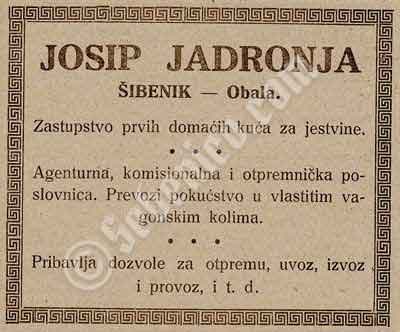 JOSIP JADRONJA
ŠIBENIK — Obala.
Zastupstvo prvih domaćih kuća za jestvine.
• • •
Agenturna, komisionalna i otpremnička po-
slovnica. Prevozi pokućstvo u vlastitim va-
gonskim kolima.
• • •
Pribavlja dozvole za otpremu, uvoz, izvoz
i provoz, i t. d.